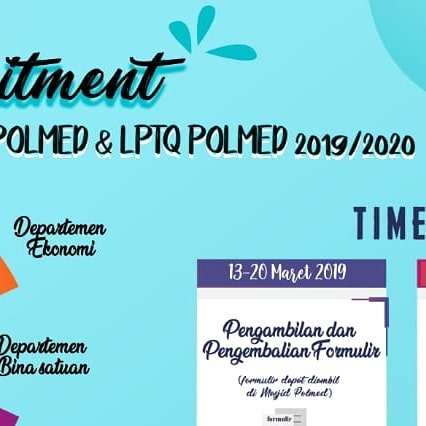 itment
POLMED & LPTQ POLMED 2019/2020
TIME
Departemen
Ekonomi
13-20 Maret 2019
Pengambilan dan
Pengembalian Formulir
(formulir dapat diambil
di Masjid Polmed)
Departemen
Bina satuan
formulir